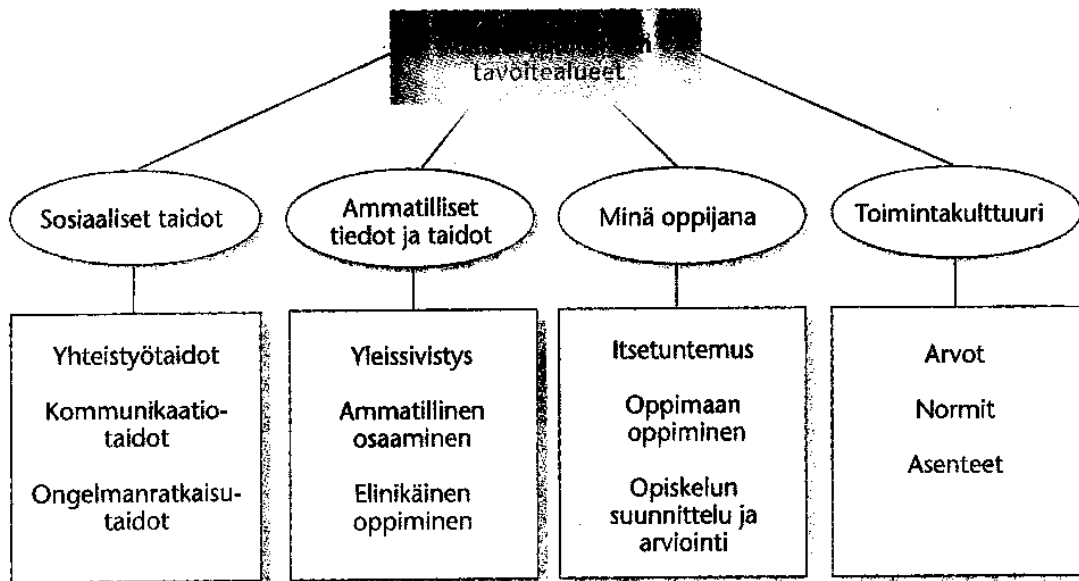 tavoitealueet
Sosiaaliset taidot
Ammatilliset
tiedot ja taidot
Minä oppijana
Toimintakulttuuri
Yhteistyötaidot
Kommunikaatio-
taidot
Ongelmanratkaisu-
taidot
Yleissivistys
Ammatillinen
osaaminen
Elinikäinen
oppiminen
Itsetuntemus
Oppimaan
oppiminen
Opiskelun
suunnittelu ja
arviointi
Arvot
Normit
Asenteet